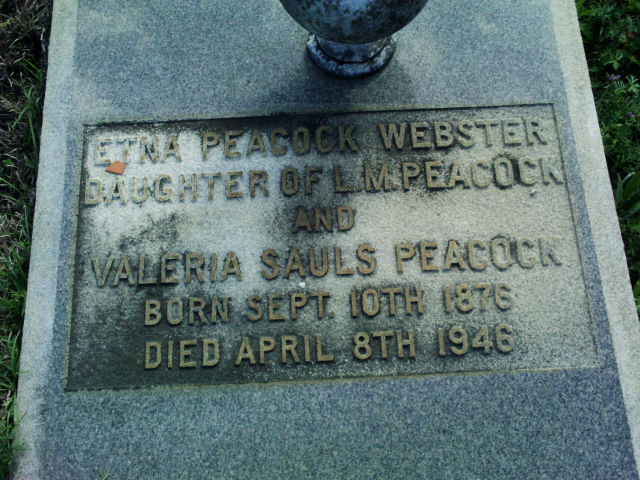 ETNA PEACOCK WEBSTER
DAUGHTER OF L.M. PEACOCK
AND
VALERIA SAULS PEACOCK
BORN SEPT. 10TH 1876
DIED APRIL 8TH 1946